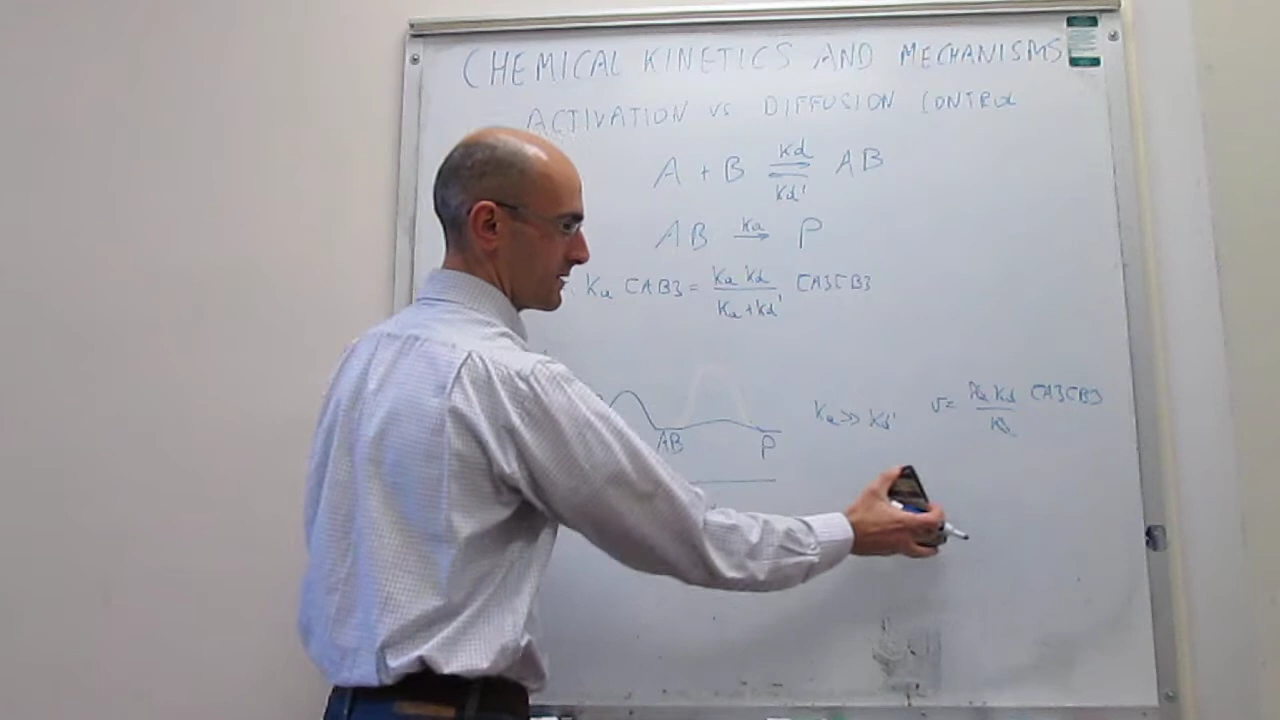 CHEMICAL KINETICS AND MECHANISMS
ACTIVATION vs DIFFUSION CONTROL
A + B ⇌ AB
kd
kd'
AB → P
ka
ka [AB] = ka kd / ka + kd' [A][B]
ka >> kd'
v = ka kd [A][B]
AB
P